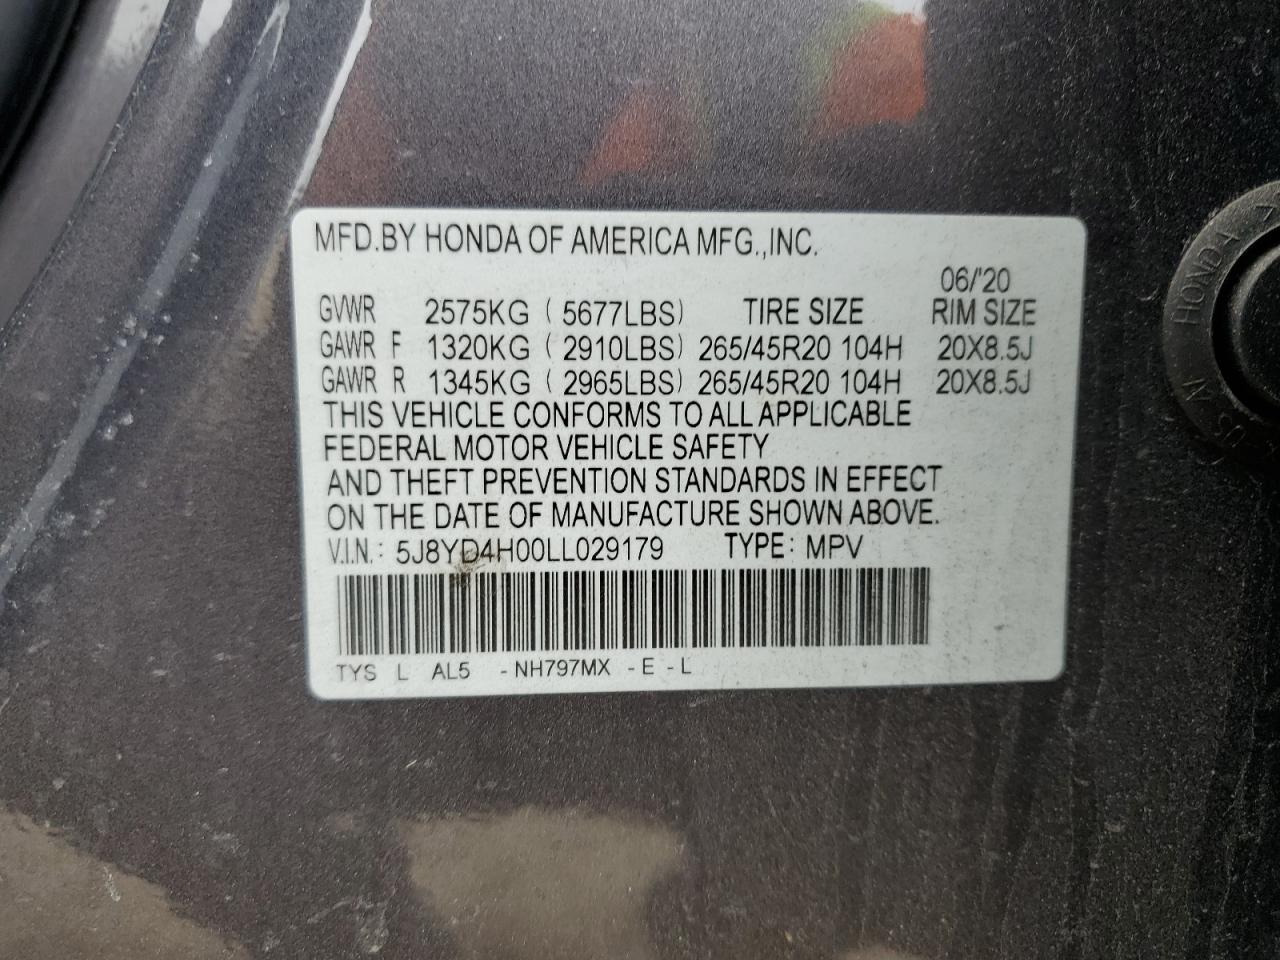 MFD.BY HONDA OF AMERICA MFG.,INC.
06/'20
GVWR 2575KG ( 5677LBS) TIRE SIZE RIM SIZE
GAWR F 1320KG ( 2910LBS) 265/45R20 104H 20X8.5J
GAWR R 1345KG ( 2965LBS) 265/45R20 104H 20X8.5J
THIS VEHICLE CONFORMS TO ALL APPLICABLE
FEDERAL MOTOR VEHICLE SAFETY
AND THEFT PREVENTION STANDARDS IN EFFECT
ON THE DATE OF MANUFACTURE SHOWN ABOVE.
V.I.N.: 5J8YD4H00LL029179 TYPE: MPV
TYS L AL5 -NH797MX -E -L
HONDA